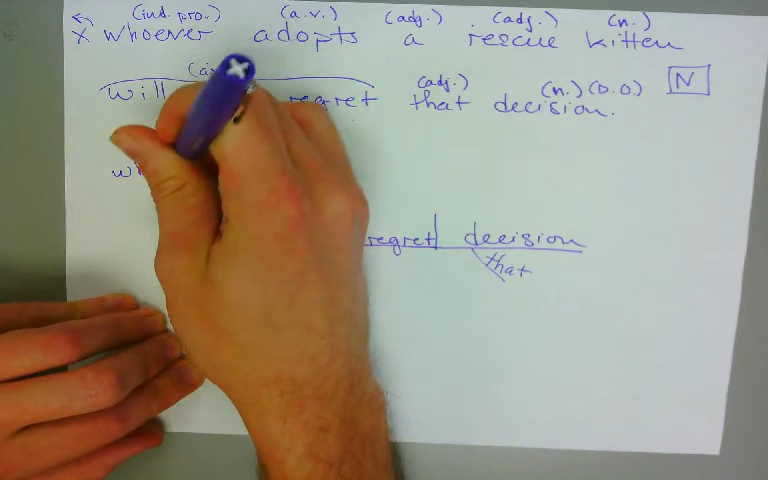 (ind. pro.) (a.v.) (adj.) (adj.) (n.)
x whoever adopts a rescue kitten
(adj.) (n.) (D.O.) N
will regret that decision.
regret decision
that